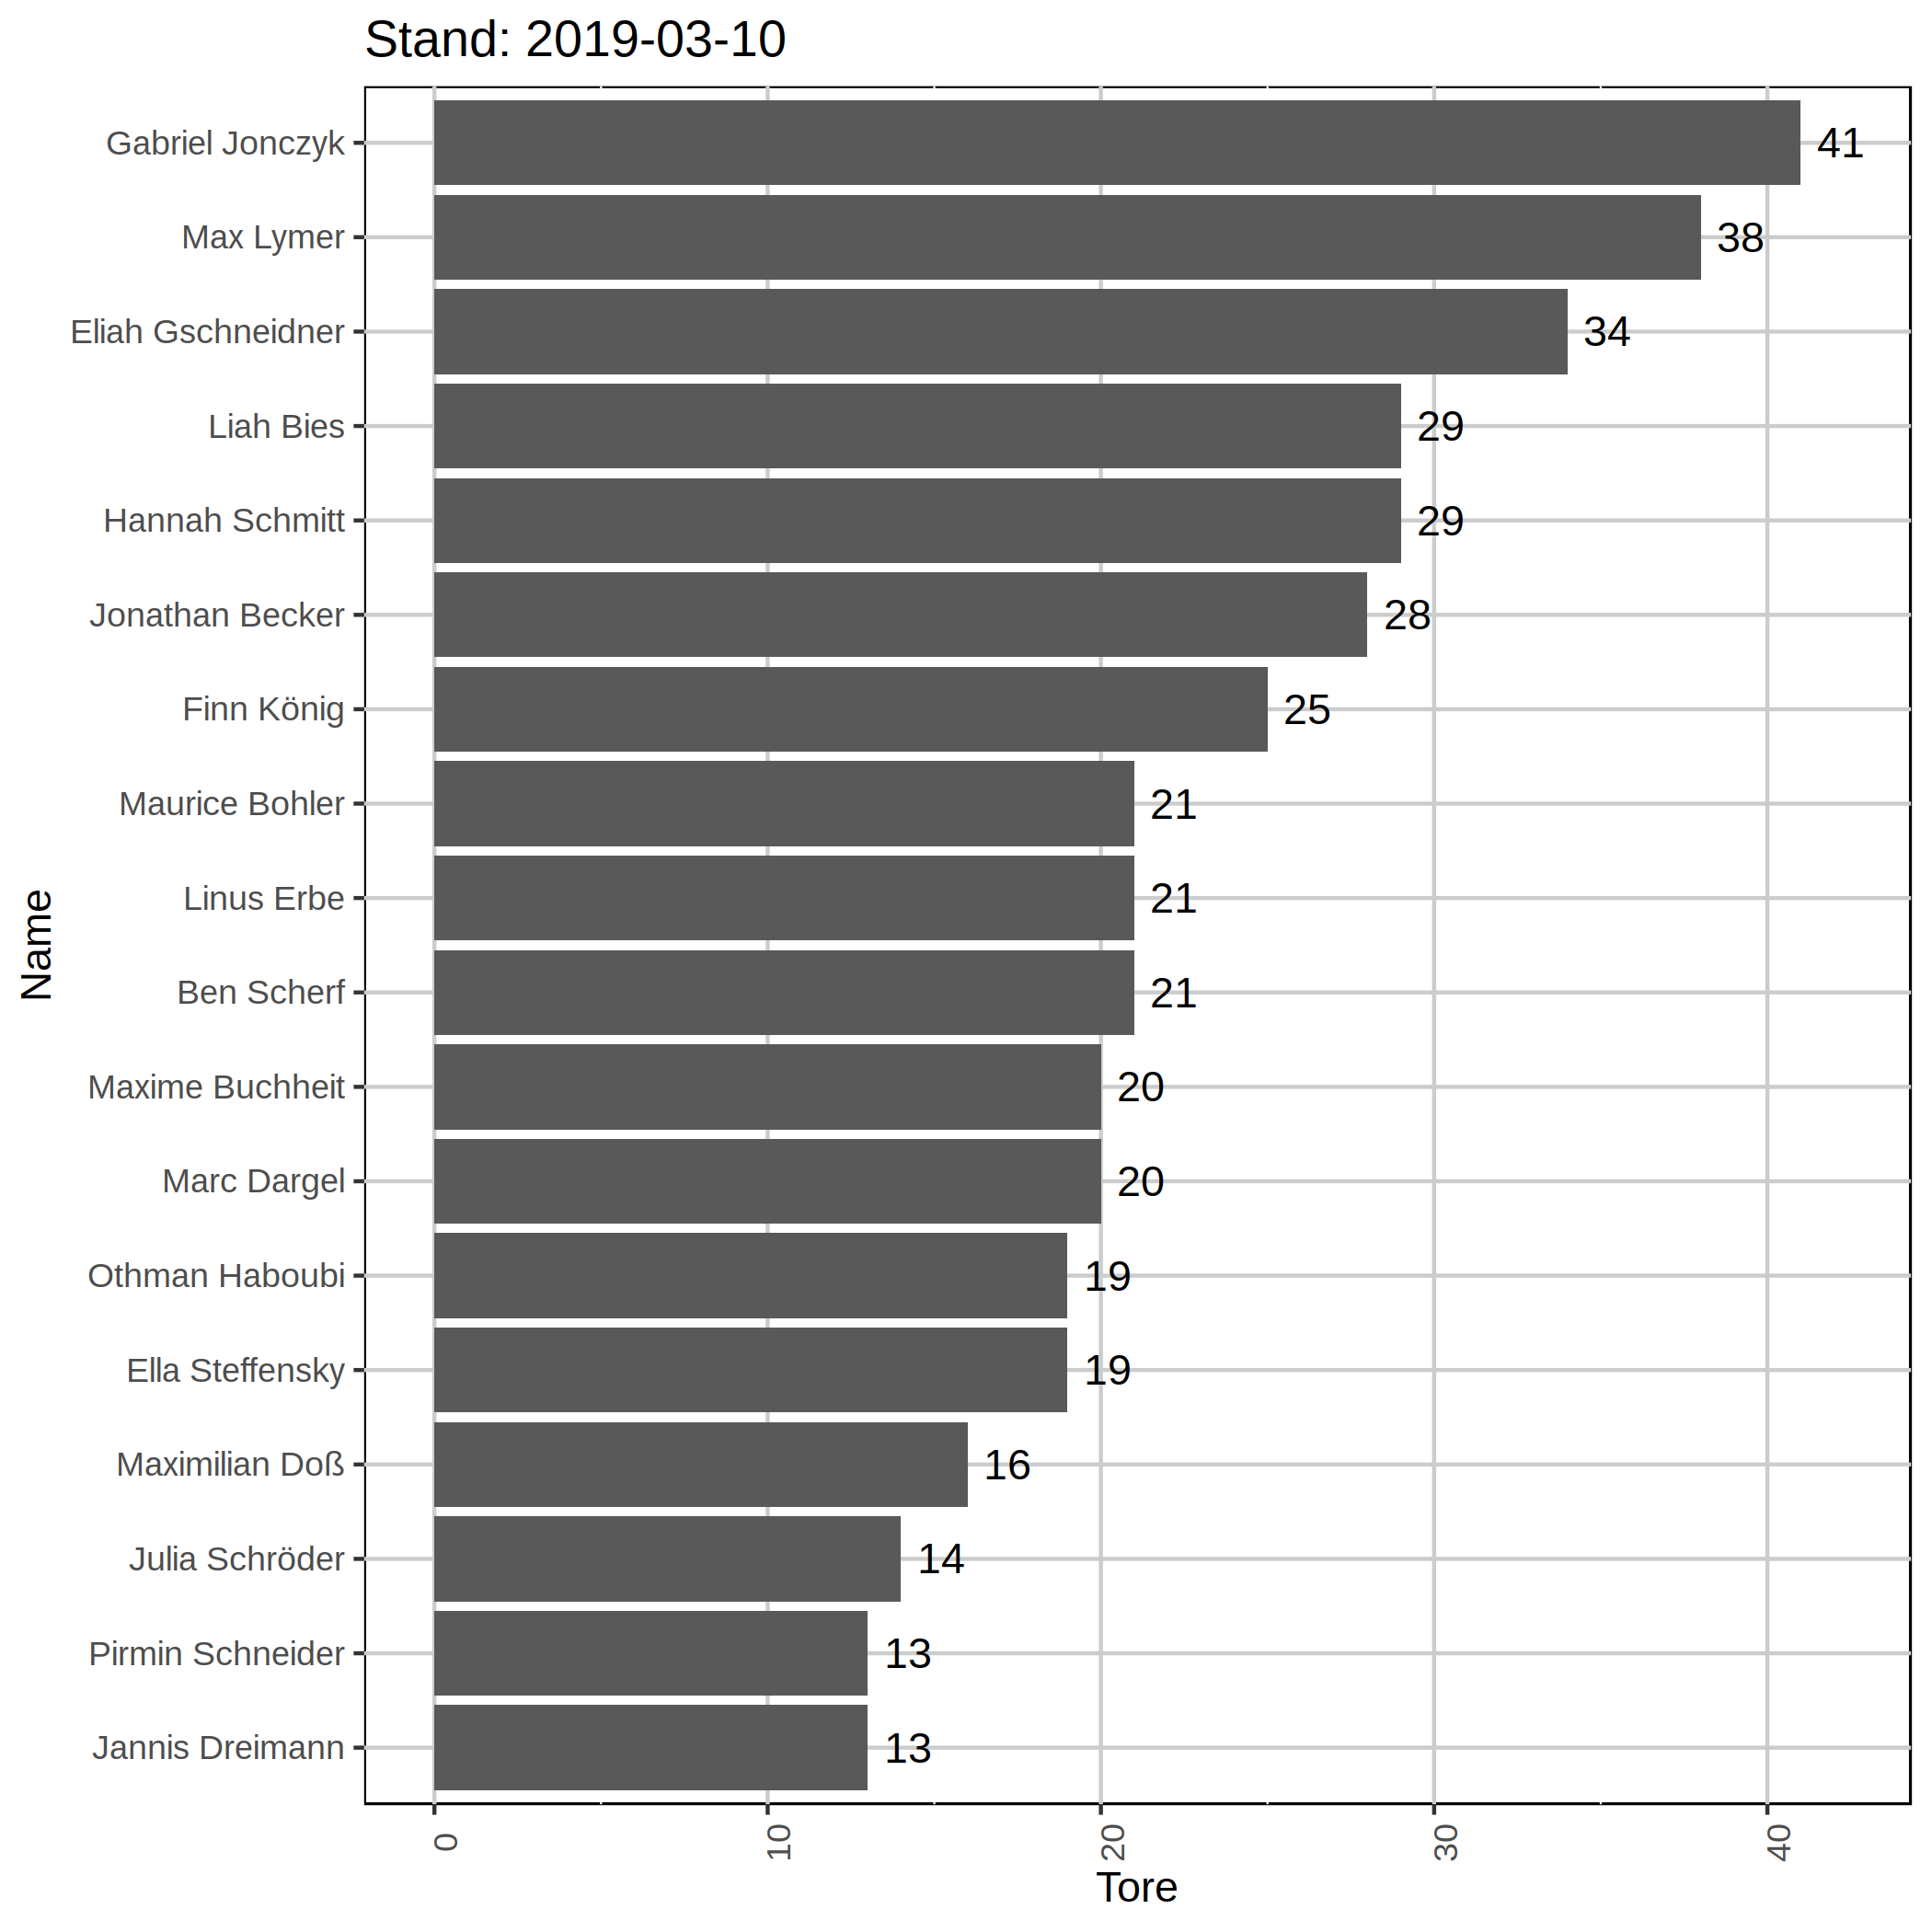 Stand: 2019-03-10
Gabriel Jonczyk 41
Max Lymer 38
Eliah Gschneidner 34
Liah Bies 29
Hannah Schmitt 29
Jonathan Becker 28
Finn König 25
Maurice Bohler 21
Linus Erbe 21
Ben Scherf 21
Maxime Buchheit 20
Marc Dargel 20
Othman Haboubi 19
Ella Steffensky 19
Maximilian Doß 16
Julia Schröder 14
Pirmin Schneider 13
Jannis Dreimann 13
Name
0 10 20 30 40
Tore